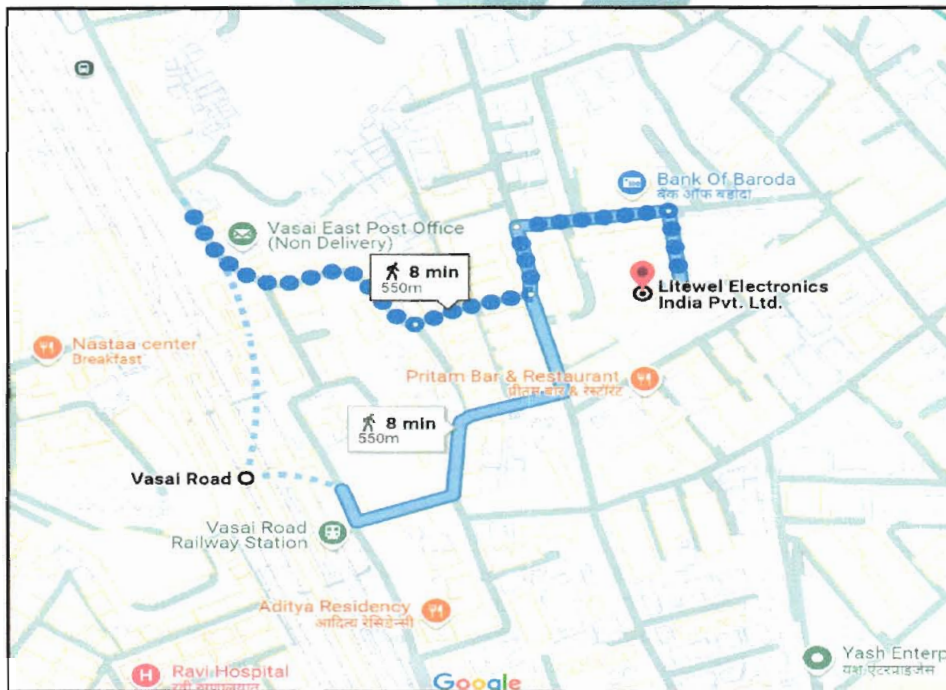 Bank Of Baroda
बैंक ऑफ बड़ौदा
Vasai East Post Office
(Non Delivery)
8 min
550m
Litewel Electronics
India Pvt. Ltd.
Nastaa center
Breakfast
Pritam Bar & Restaurant
प्रीतम बार & रेस्टॉरंट
8 min
550m
Vasai Road
Vasai Road
Railway Station
Aditya Residency
आदित्य रेसिडेन्सी
Ravi Hospital
Yash Enterp
यश एंटरप्राइजेस
Google